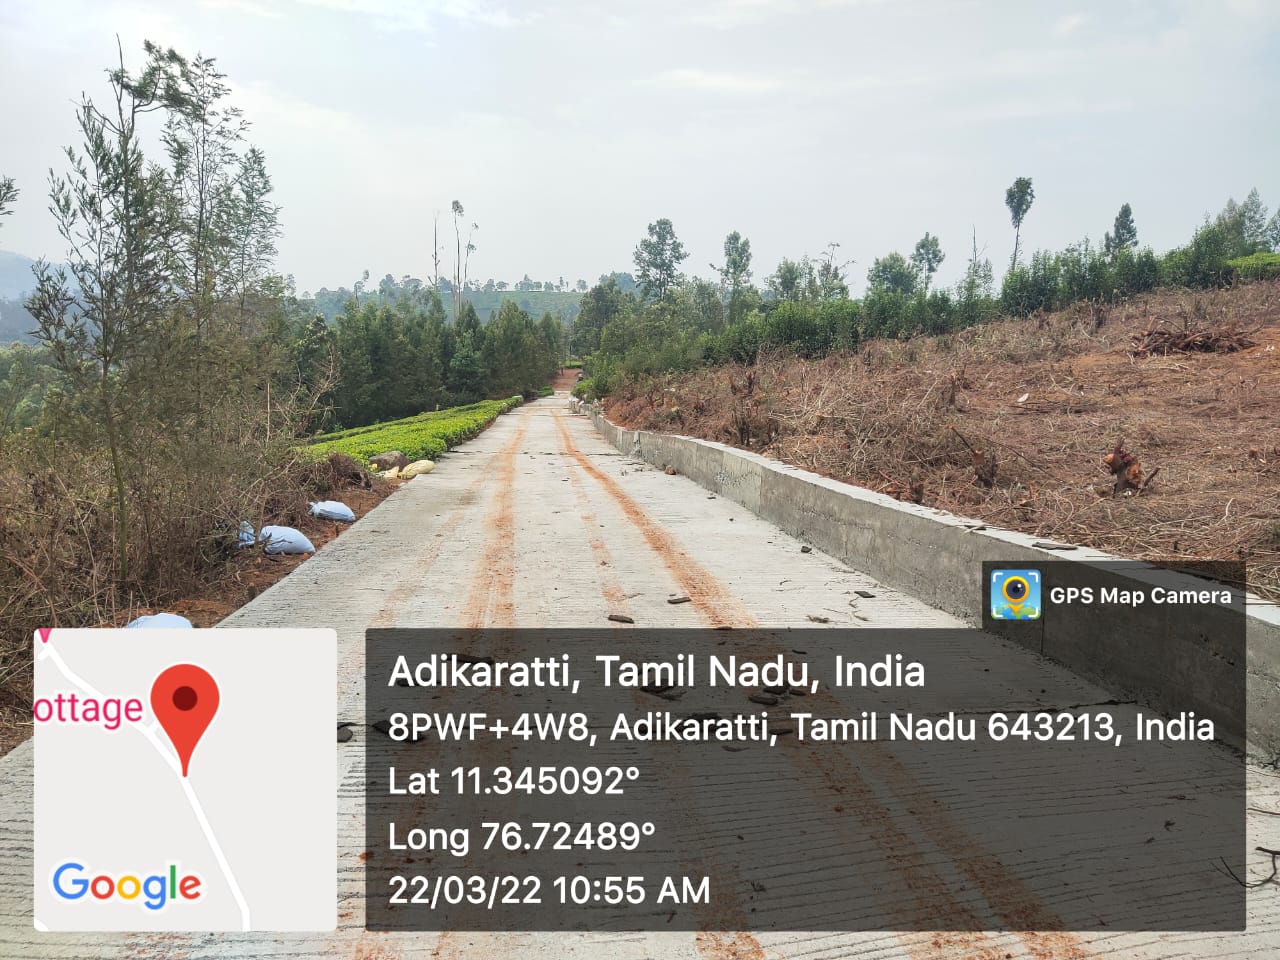 GPS Map Camera
Adikaratti, Tamil Nadu, India
8PWF+4W8, Adikaratti, Tamil Nadu 643213, India
Lat 11.345092°
Long 76.72489°
22/03/22 10:55 AM
ottage
Google